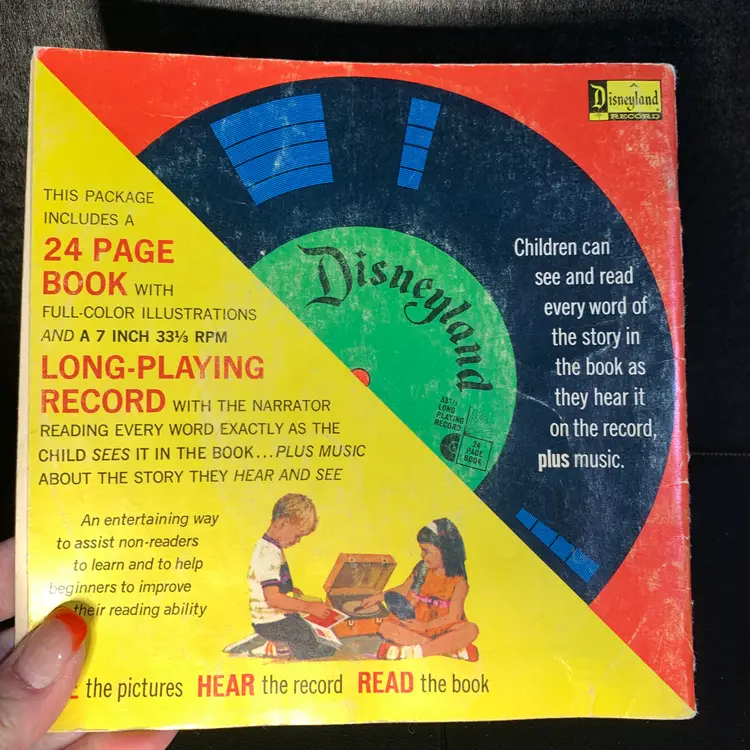 THIS PACKAGE
INCLUDES A
24 PAGE
BOOK WITH
FULL-COLOR ILLUSTRATIONS
AND A 7 INCH 33⅓ RPM
LONG-PLAYING
RECORD WITH THE NARRATOR
READING EVERY WORD EXACTLY AS THE
CHILD SEES IT IN THE BOOK...PLUS MUSIC
ABOUT THE STORY THEY HEAR AND SEE
An entertaining way
to assist non-readers
to learn and to help
beginners to improve
their reading ability
the pictures HEAR the record READ the book
Disneyland
RECORD
Disneyland
33⅓
LONG
PLAYING
RECORD
24
PAGE
BOOK
Children can
see and read
every word of
the story in
the book as
they hear it
on the record,
plus music.